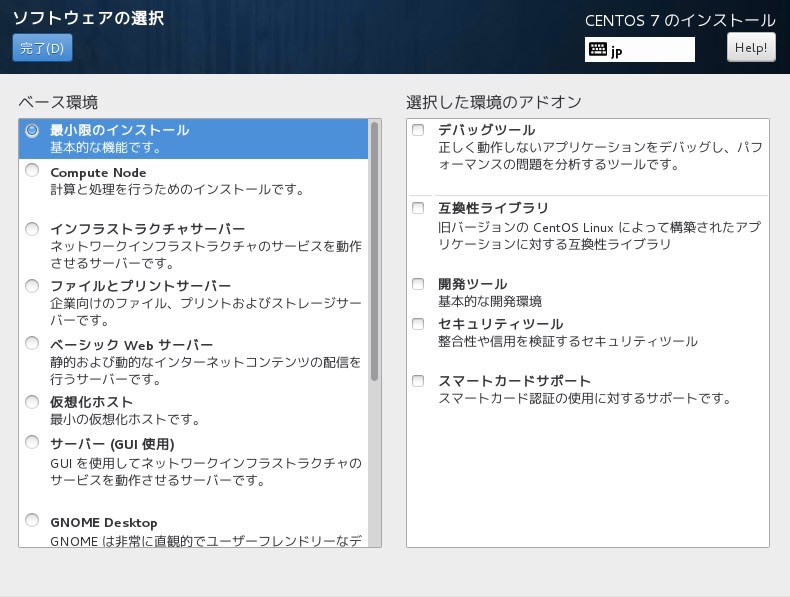 ソフトウェアの選択
完了(D)
CENTOS 7 のインストール
jp
Help!
ベース環境
最小限のインストール
基本的な機能です。
Compute Node
計算と処理を行うためのインストールです。
インフラストラクチャサーバー
ネットワークインフラストラクチャのサービスを動作
させるサーバーです。
ファイルとプリントサーバー
企業向けのファイル、プリントおよびストレージサー
バーです。
ベーシック Web サーバー
静的および動的なインターネットコンテンツの配信を
行うサーバーです。
仮想化ホスト
最小の仮想化ホストです。
サーバー (GUI 使用)
GUI を使用してネットワークインフラストラクチャの
サービスを動作させるサーバーです。
GNOME Desktop
GNOME は非常に直観的でユーザーフレンドリーなデ
選択した環境のアドオン
デバッグツール
正しく動作しないアプリケーションをデバッグし、パフ
ォーマンスの問題を分析するツールです。
互換性ライブラリ
旧バージョンの CentOS Linux によって構築されたアプ
リケーションに対する互換性ライブラリ
開発ツール
基本的な開発環境
セキュリティツール
整合性や信用を検証するセキュリティツール
スマートカードサポート
スマートカード認証の使用に対するサポートです。